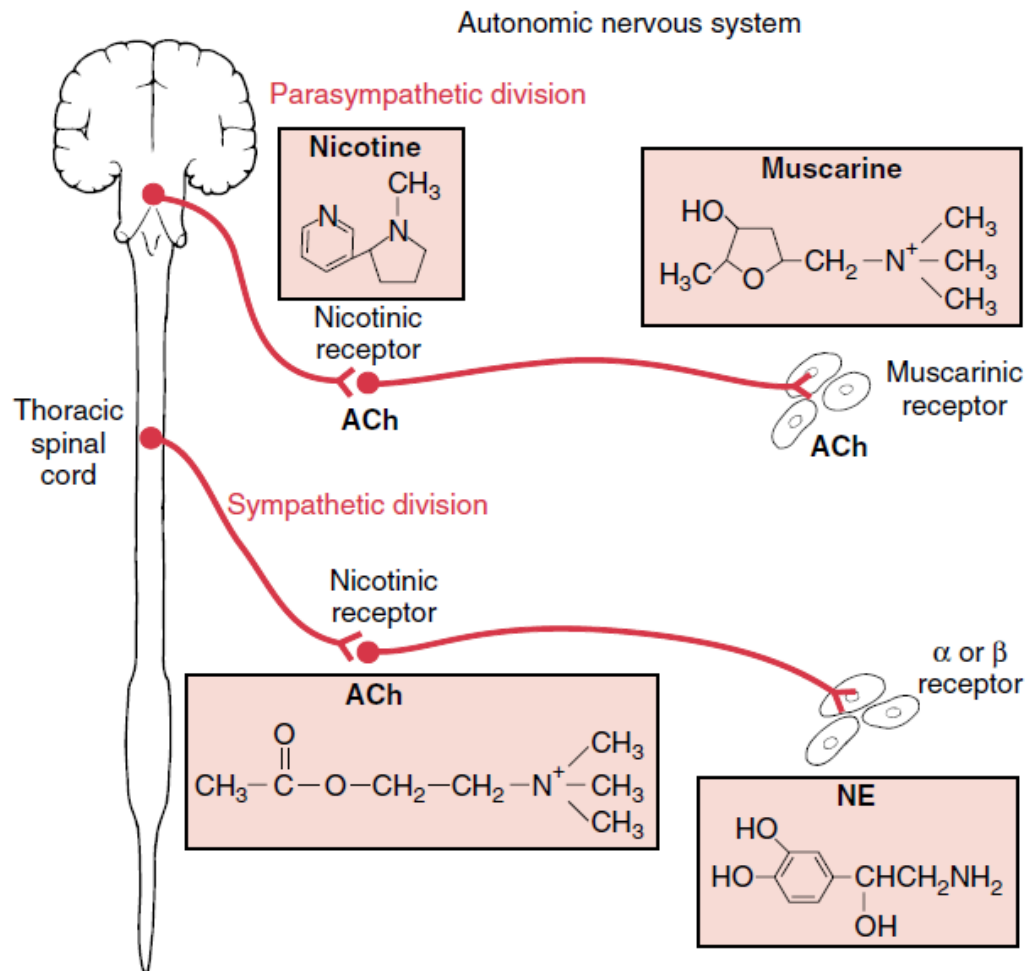 Autonomic nervous system
Parasympathetic division
Nicotine
CH3
N
N
Nicotinic
receptor
ACh
Muscarine
HO
H3C
O
CH2–N+–CH3
CH3
CH3
Muscarinic
receptor
ACh
Thoracic
spinal
cord
Sympathetic division
Nicotinic
receptor
ACh
O
CH3–C–O–CH2–CH2–N+–CH3
CH3
CH3
α or β
receptor
NE
HO
HO
CHCH2NH2
OH